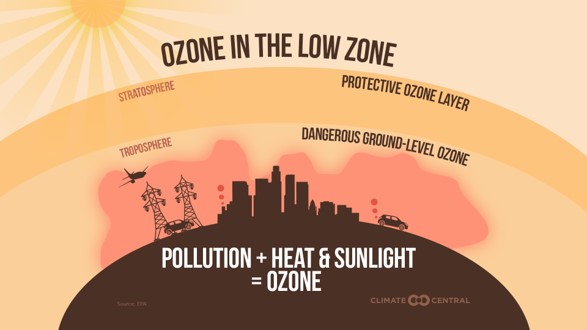 OZONE IN THE LOW ZONE
STRATOSPHERE
PROTECTIVE OZONE LAYER
TROPOSPHERE
DANGEROUS GROUND-LEVEL OZONE
POLLUTION + HEAT & SUNLIGHT
= OZONE
Source: EPA
CLIMATE CENTRAL